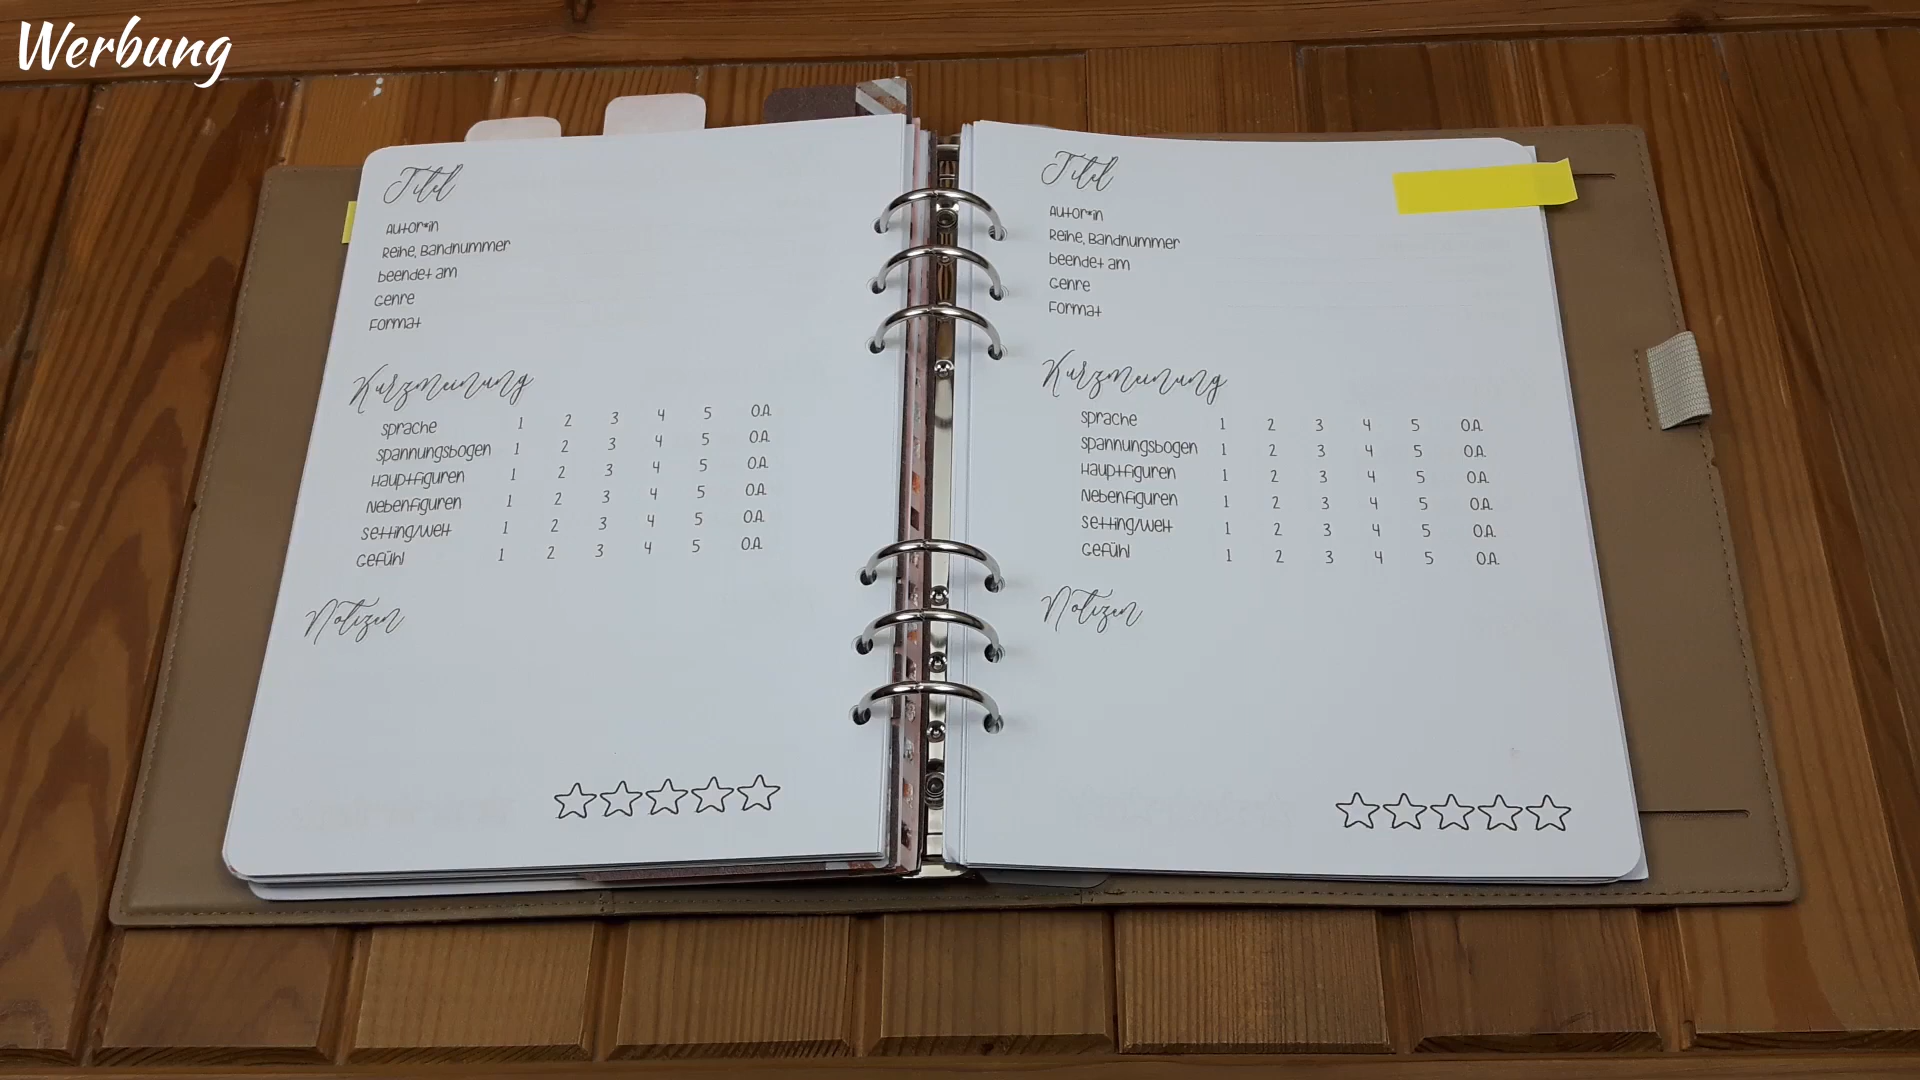 Werbung
Titel
Autor*in
Reihe, Bandnummer
beendet am
Genre
Format
Kurzmeinung
Sprache 1 2 3 4 5 O.A.
Spannungsbogen 1 2 3 4 5 O.A.
Hauptfiguren 1 2 3 4 5 O.A.
Nebenfiguren 1 2 3 4 5 O.A.
Setting/Welt 1 2 3 4 5 O.A.
Gefühl 1 2 3 4 5 O.A.
Notizen
Titel
Autor*in
Reihe, Bandnummer
beendet am
Genre
Format
Kurzmeinung
Sprache 1 2 3 4 5 O.A.
Spannungsbogen 1 2 3 4 5 O.A.
Hauptfiguren 1 2 3 4 5 O.A.
Nebenfiguren 1 2 3 4 5 O.A.
Setting/Welt 1 2 3 4 5 O.A.
Gefühl 1 2 3 4 5 O.A.
Notizen